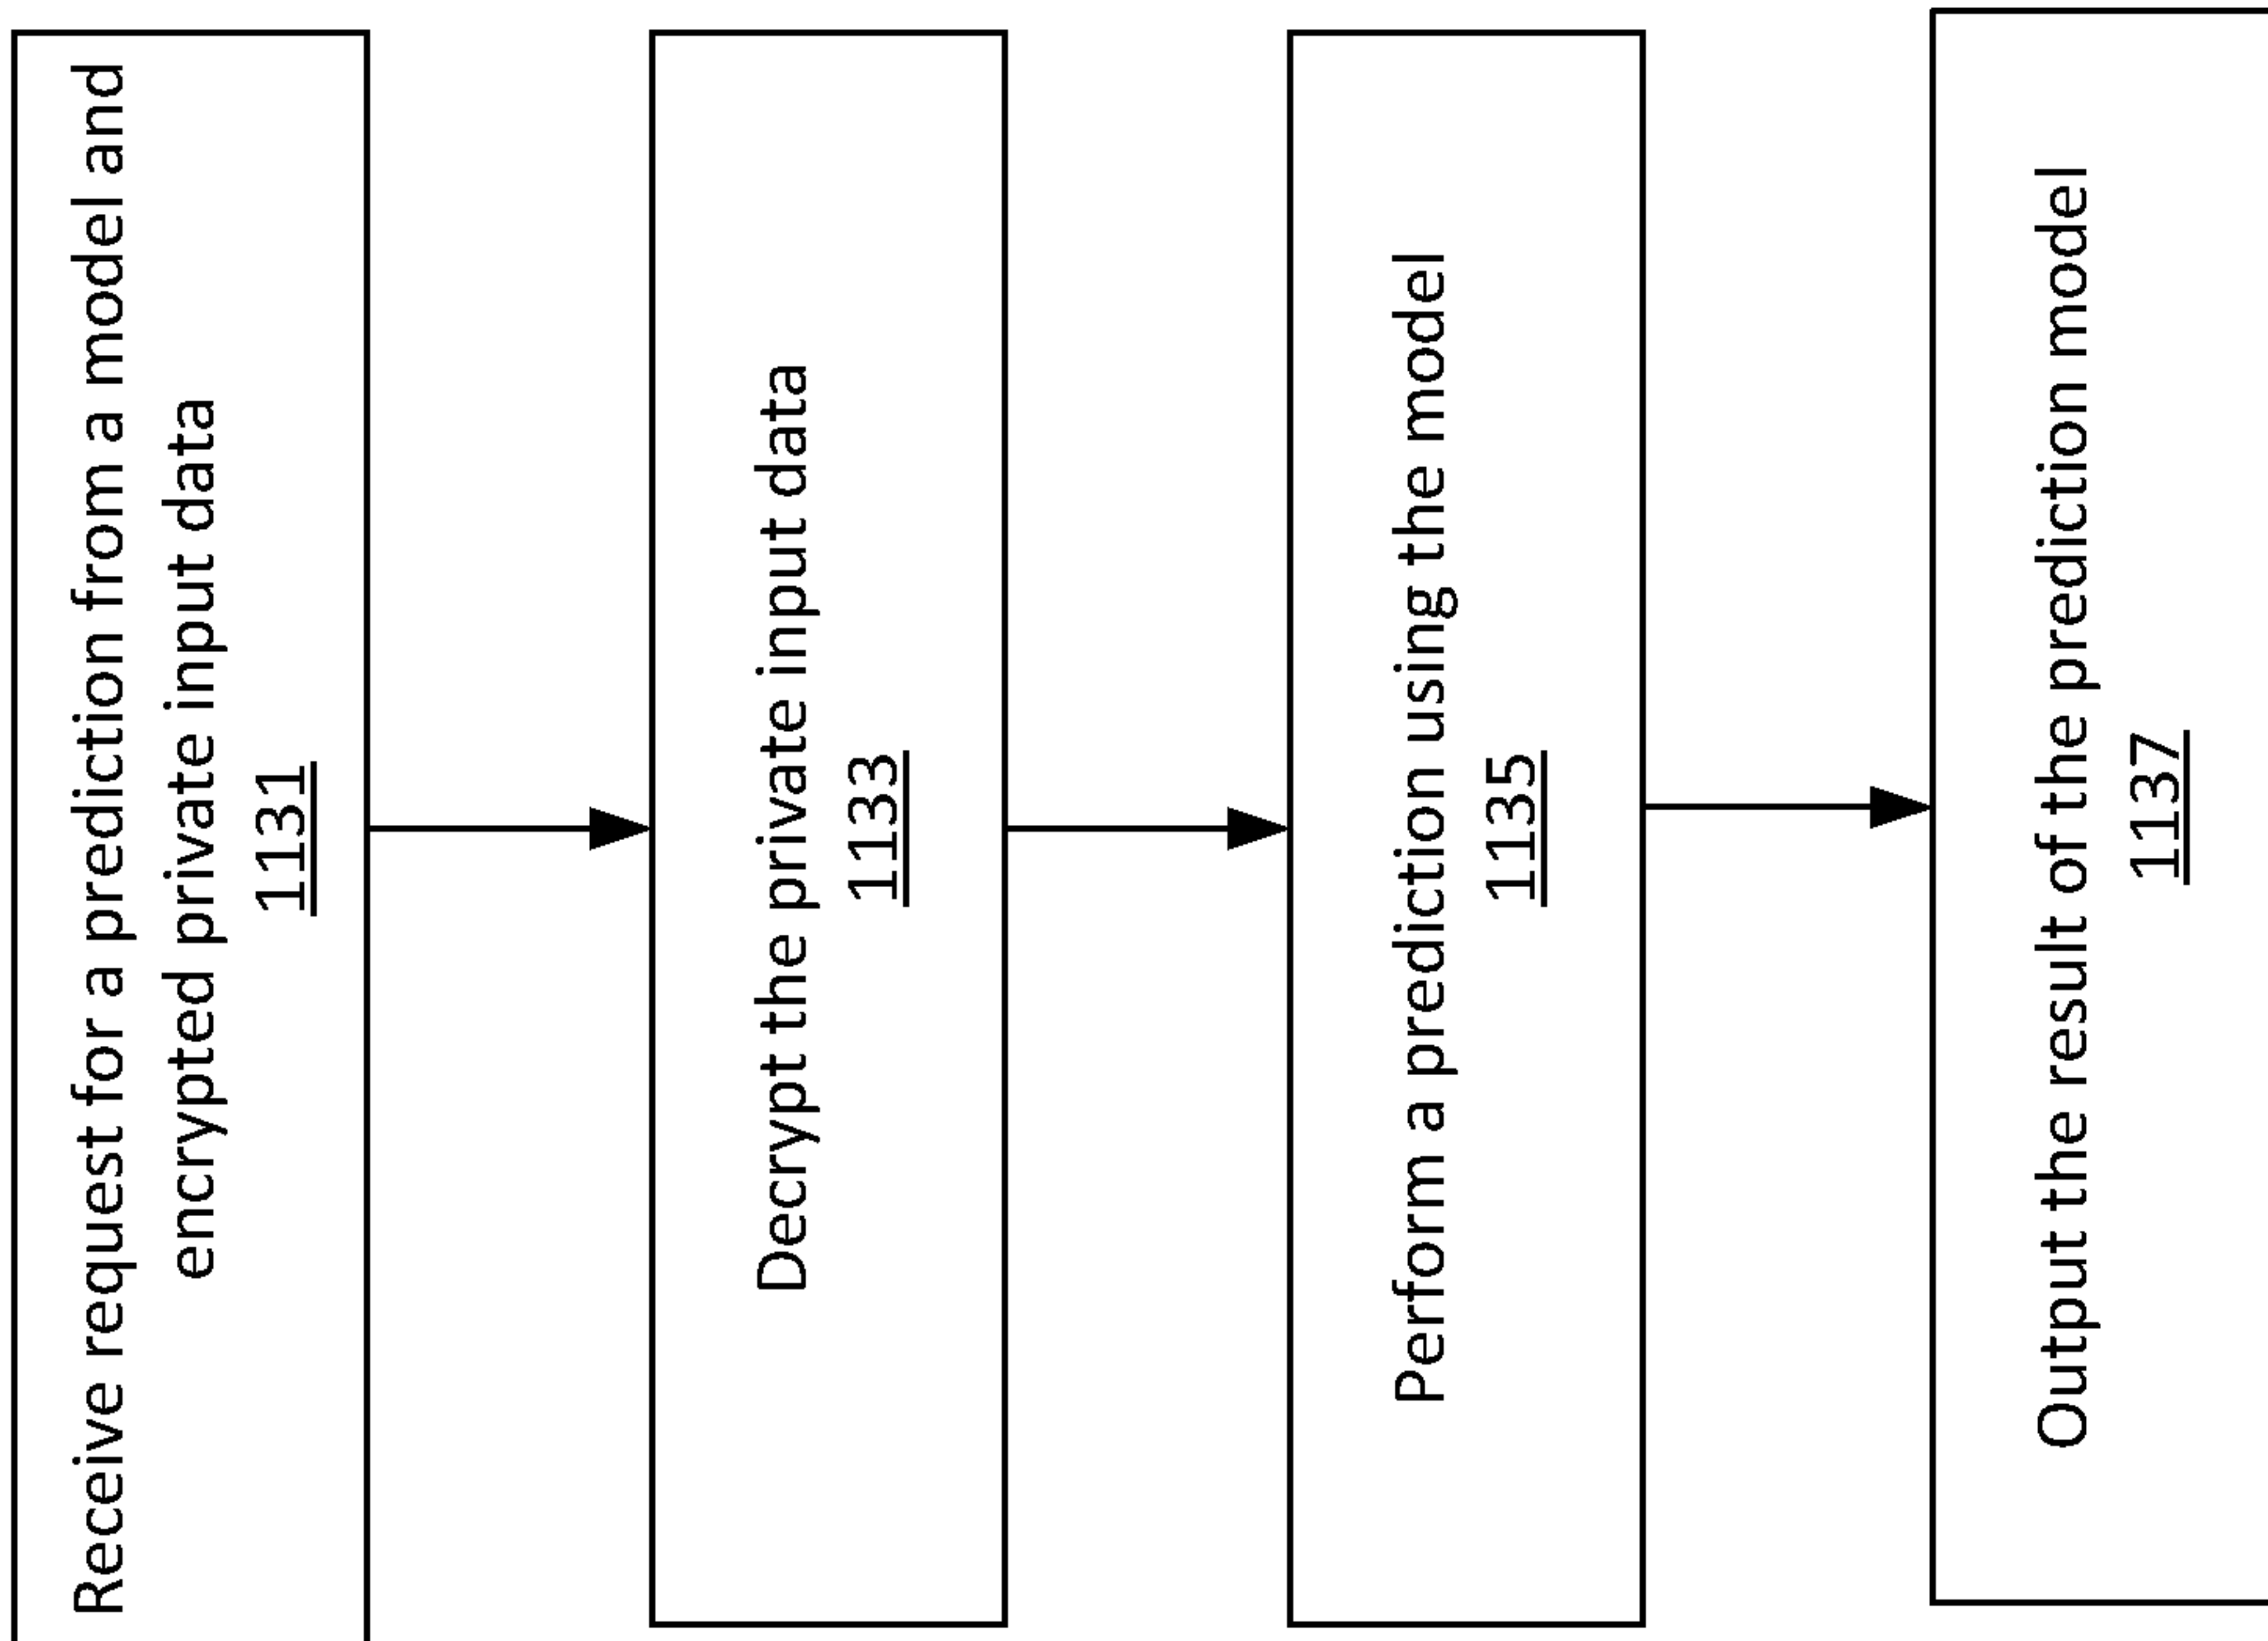 Receive request for a prediction from a model and
encrypted private input data
1131
Decrypt the private input data
1133
Perform a prediction using the model
1135
Output the result of the prediction model
1137